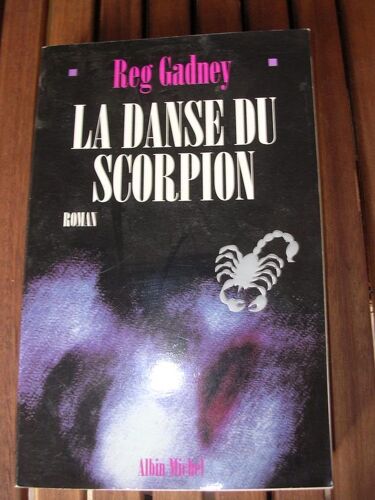 Reg Gadney
LA DANSE DU
SCORPION
ROMAN
Albin Michel